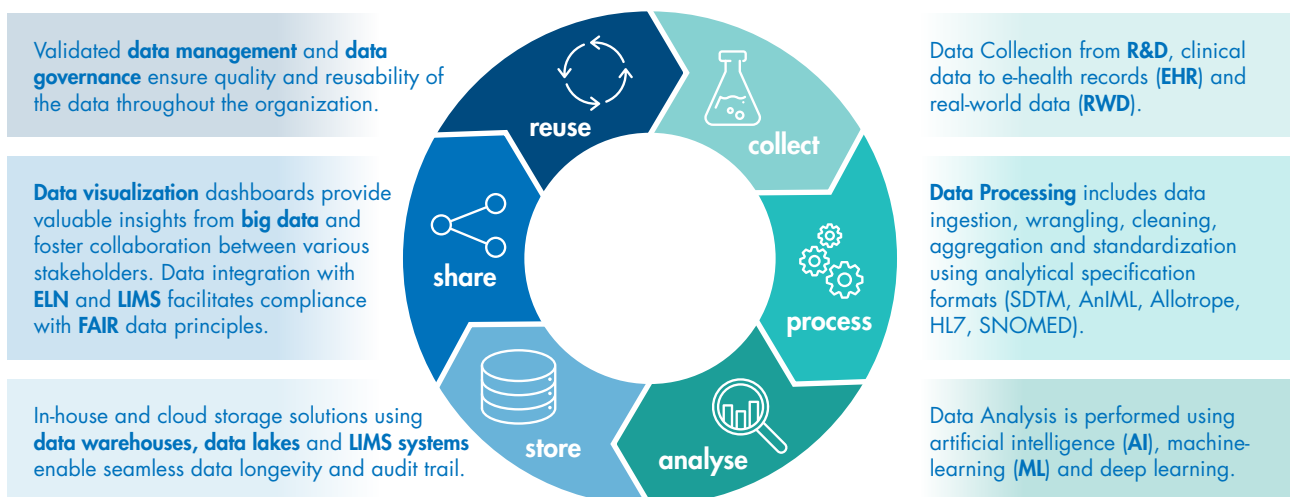 Validated data management and data
governance ensure quality and reusability of
the data throughout the organization.
Data visualization dashboards provide
valuable insights from big data and
foster collaboration between various
stakeholders. Data integration with
ELN and LIMS facilitates compliance
with FAIR data principles.
In-house and cloud storage solutions using
data warehouses, data lakes and LIMS systems
enable seamless data longevity and audit trail.
reuse
collect
share
process
store
analyse
Data Collection from R&D, clinical
data to e-health records (EHR) and
real-world data (RWD).
Data Processing includes data
ingestion, wrangling, cleaning,
aggregation and standardization
using analytical specification
formats (SDTM, AnIML, Allotrope,
HL7, SNOMED).
Data Analysis is performed using
artificial intelligence (AI), machine-
learning (ML) and deep learning.